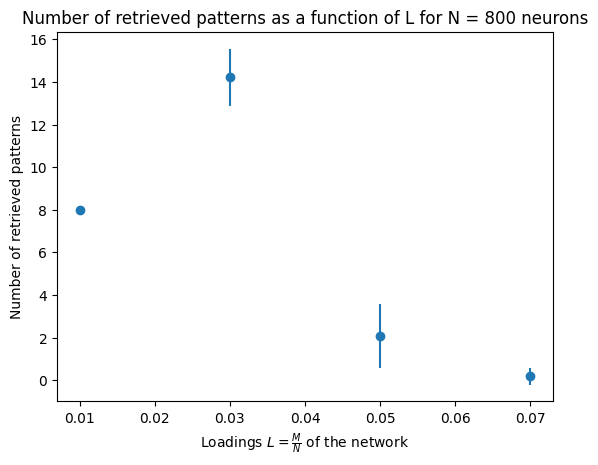 Number of retrieved patterns as a function of L for N = 800 neurons
Number of retrieved patterns
16
14
12
10
8
6
4
2
0
0.01 0.02 0.03 0.04 0.05 0.06 0.07
Loadings L = M/N of the network